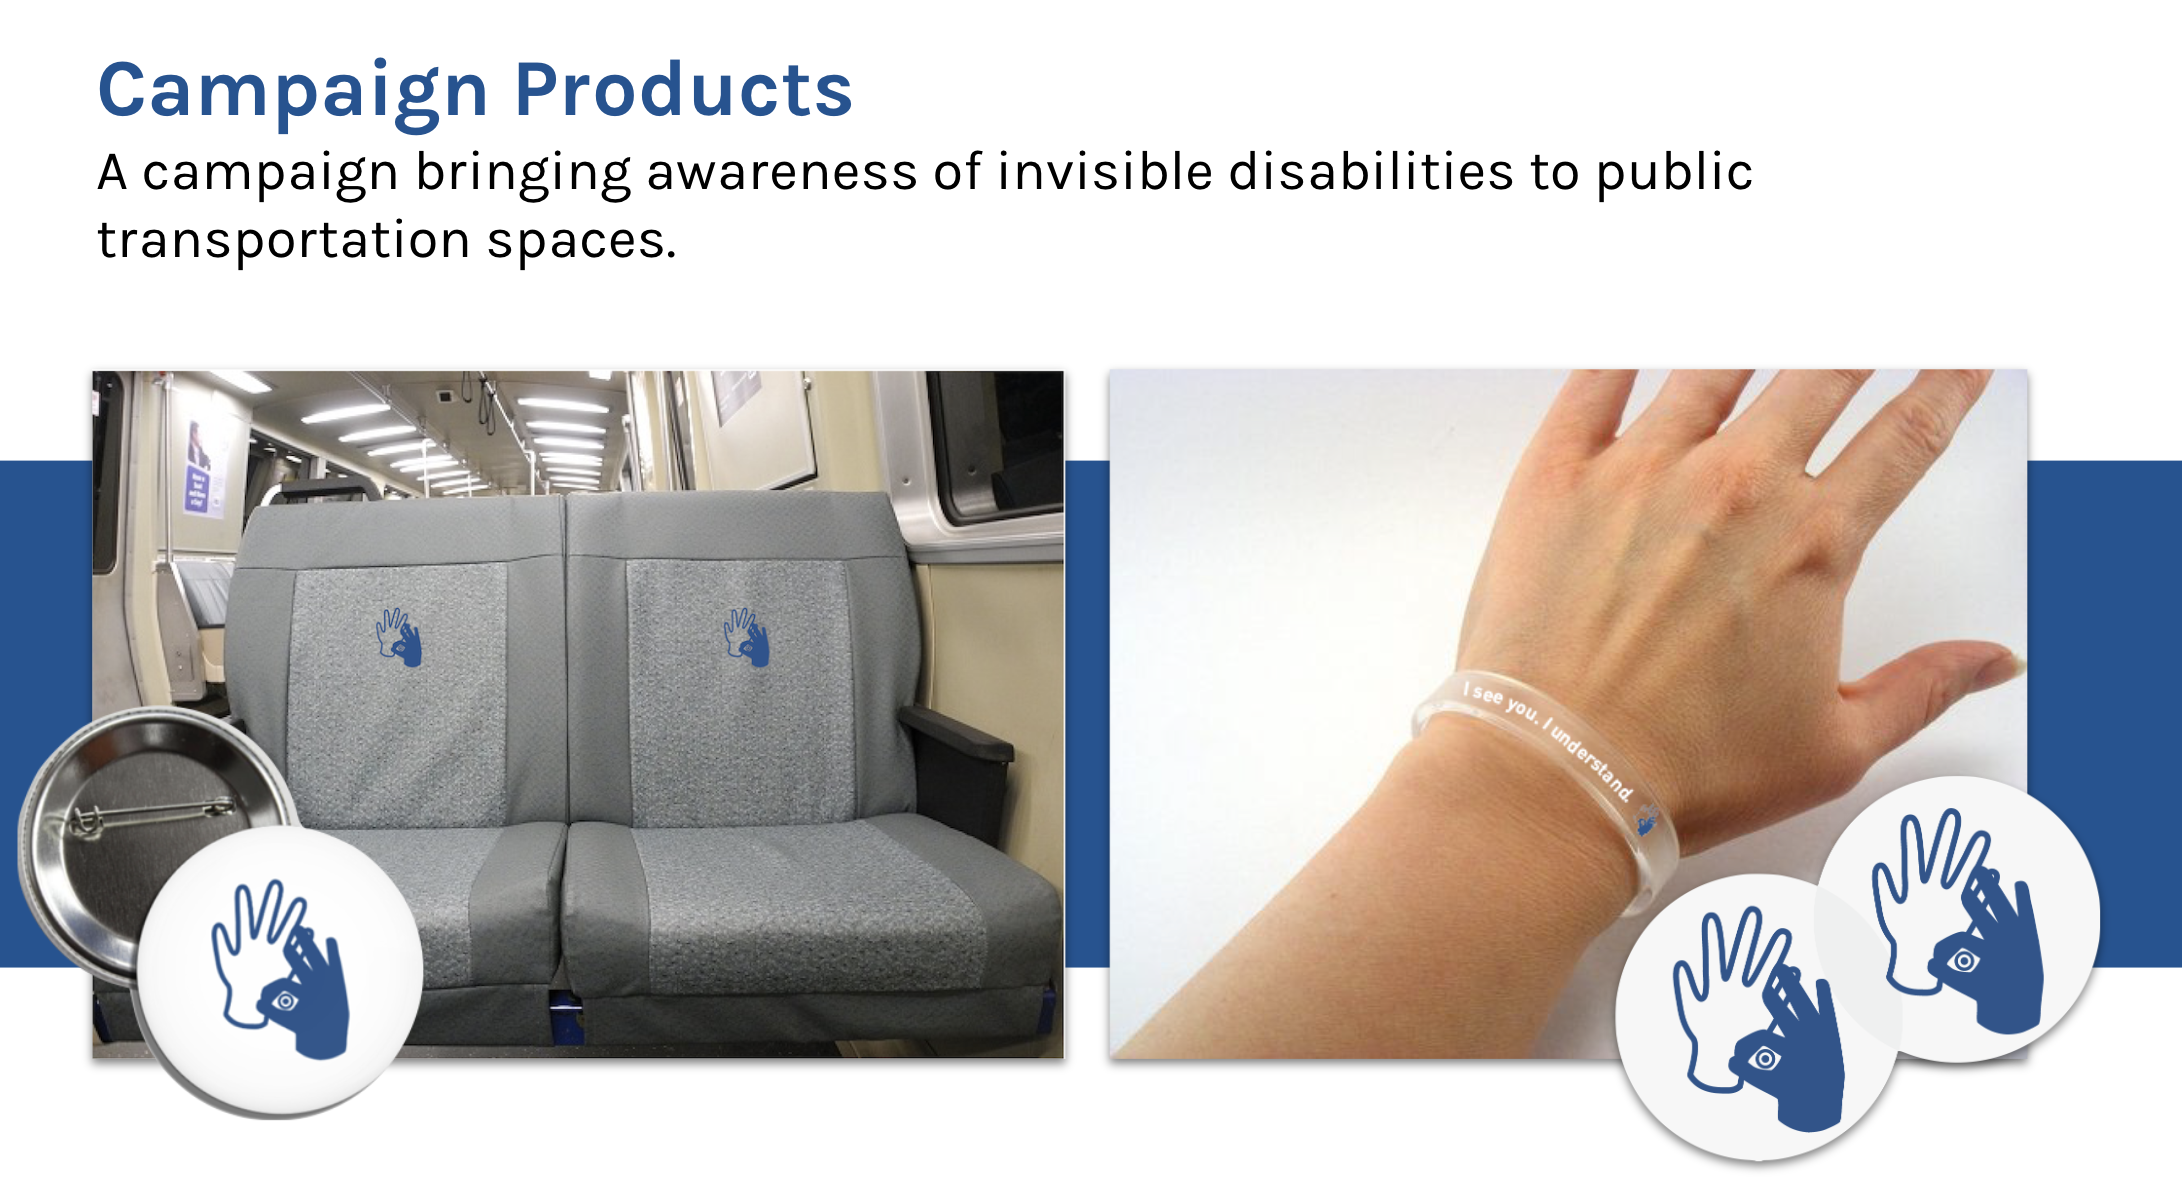 Campaign Products
A campaign bringing awareness of invisible disabilities to public
transportation spaces.
I see you. I understand.